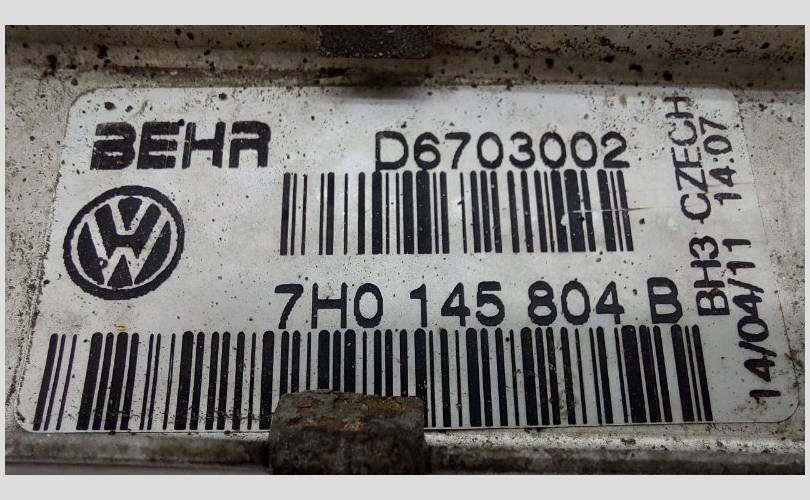 BEHR
D6703002
7H0 145 804 B
BH3 CZECH
14/04/11 14:07